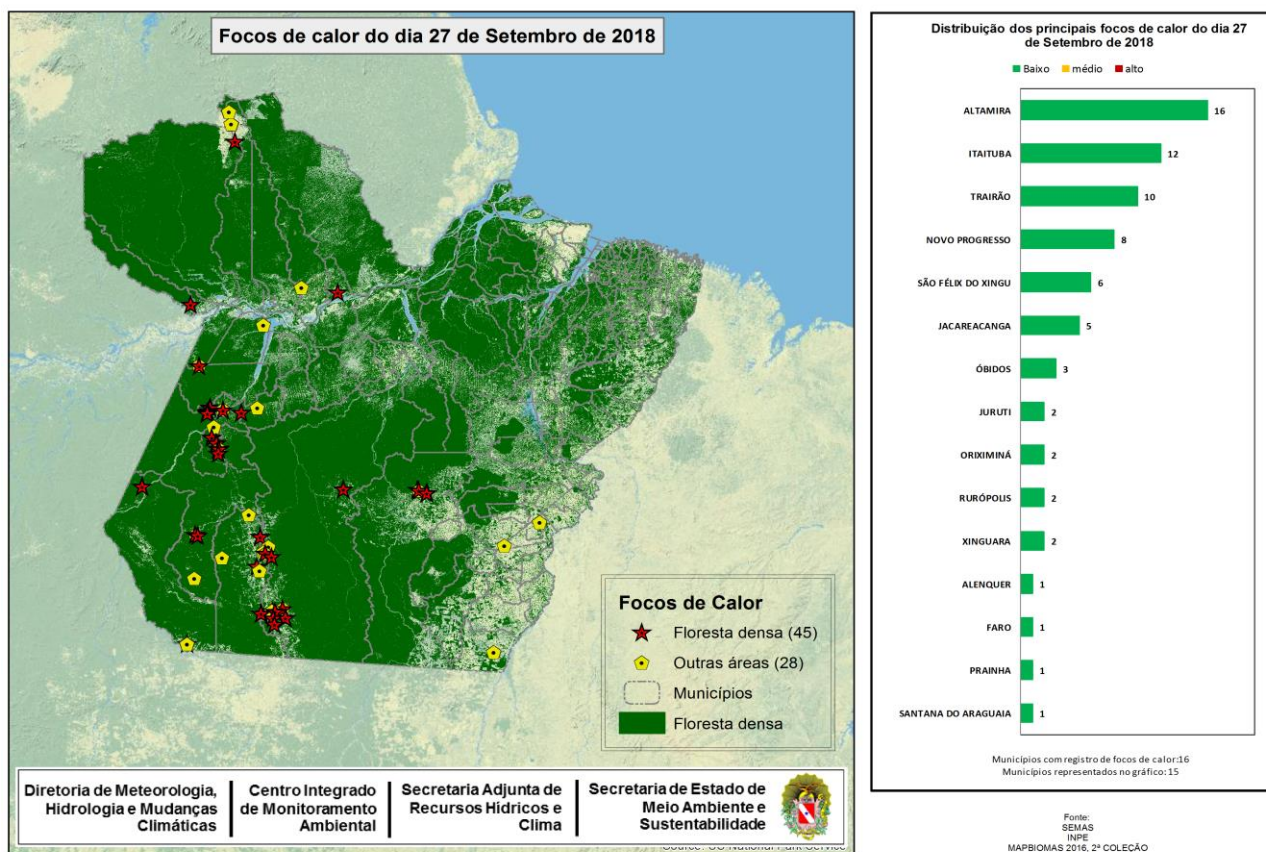 Focos de calor do dia 27 de Setembro de 2018
Focos de Calor
Floresta densa (45)
Outras áreas (28)
Municípios
Floresta densa
Diretoria de Meteorologia,
Hidrologia e Mudanças
Climáticas
Centro Integrado
de Monitoramento
Ambiental
Secretaria Adjunta de
Recursos Hídricos e
Clima
Secretaria de Estado de
Meio Ambiente e
Sustentabilidade
Source: US National Park Service
Distribuição dos principais focos de calor do dia 27
de Setembro de 2018
Baixo médio alto
ALTAMIRA 16
ITAITUBA 12
TRAIRÃO 10
NOVO PROGRESSO 8
SÃO FÉLIX DO XINGU 6
JACAREACANGA 5
ÓBIDOS 3
JURUTI 2
ORIXIMINÁ 2
RURÓPOLIS 2
XINGUARA 2
ALENQUER 1
FARO 1
PRAINHA 1
SANTANA DO ARAGUAIA 1
Municípios com registro de focos de calor:16
Municípios representados no gráfico: 15
Fonte:
SEMAS
INPE
MAPBIOMAS 2016, 2ª COLEÇÃO